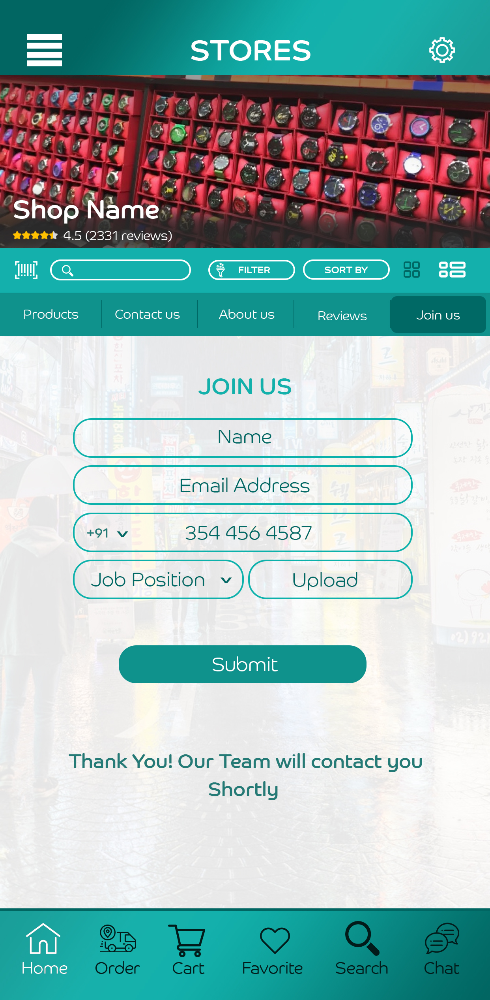 STORES
Shop Name
4.5 (2331 reviews)
FILTER
SORT BY
Products
Contact us
About us
Reviews
Join us
JOIN US
Name
Email Address
+91
354 456 4587
Job Position
Upload
Submit
Thank You! Our Team will contact you
Shortly
Home
Order
Cart
Favorite
Search
Chat